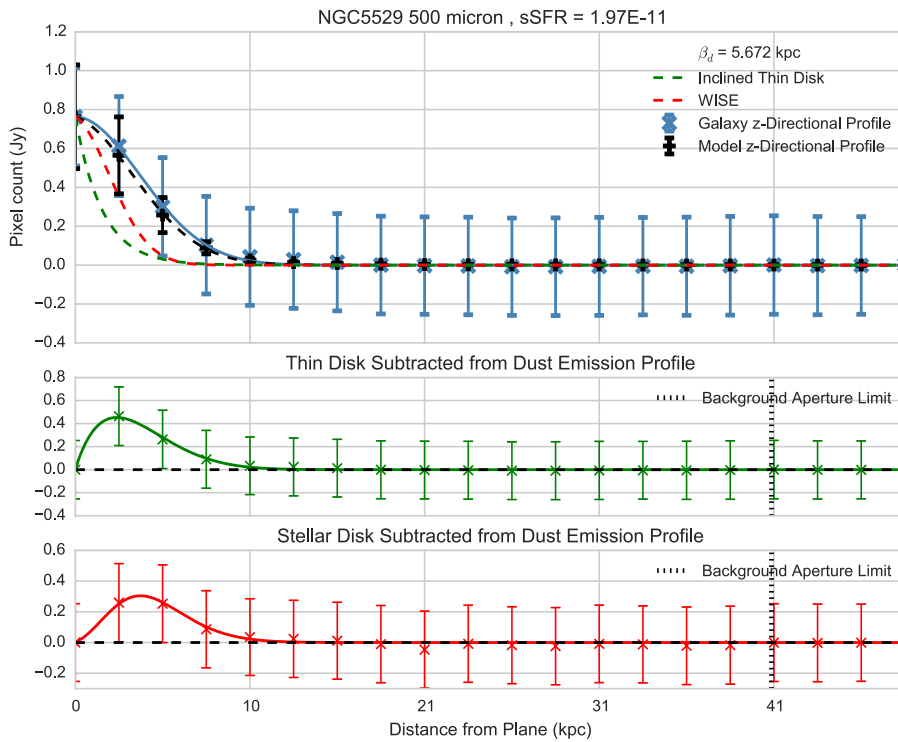 NGC5529 500 micron , sSFR = 1.97E-11
β_d = 5.672 kpc
Inclined Thin Disk
WISE
Galaxy z-Directional Profile
Model z-Directional Profile
Pixel count (Jy)
1.2
1.0
0.8
0.6
0.4
0.2
0.0
−0.2
−0.4
Thin Disk Subtracted from Dust Emission Profile
Background Aperture Limit
0.8
0.6
0.4
0.2
0.0
−0.2
−0.4
Stellar Disk Subtracted from Dust Emission Profile
Background Aperture Limit
0.6
0.4
0.2
0.0
−0.2
0 10 21 31 41
Distance from Plane (kpc)